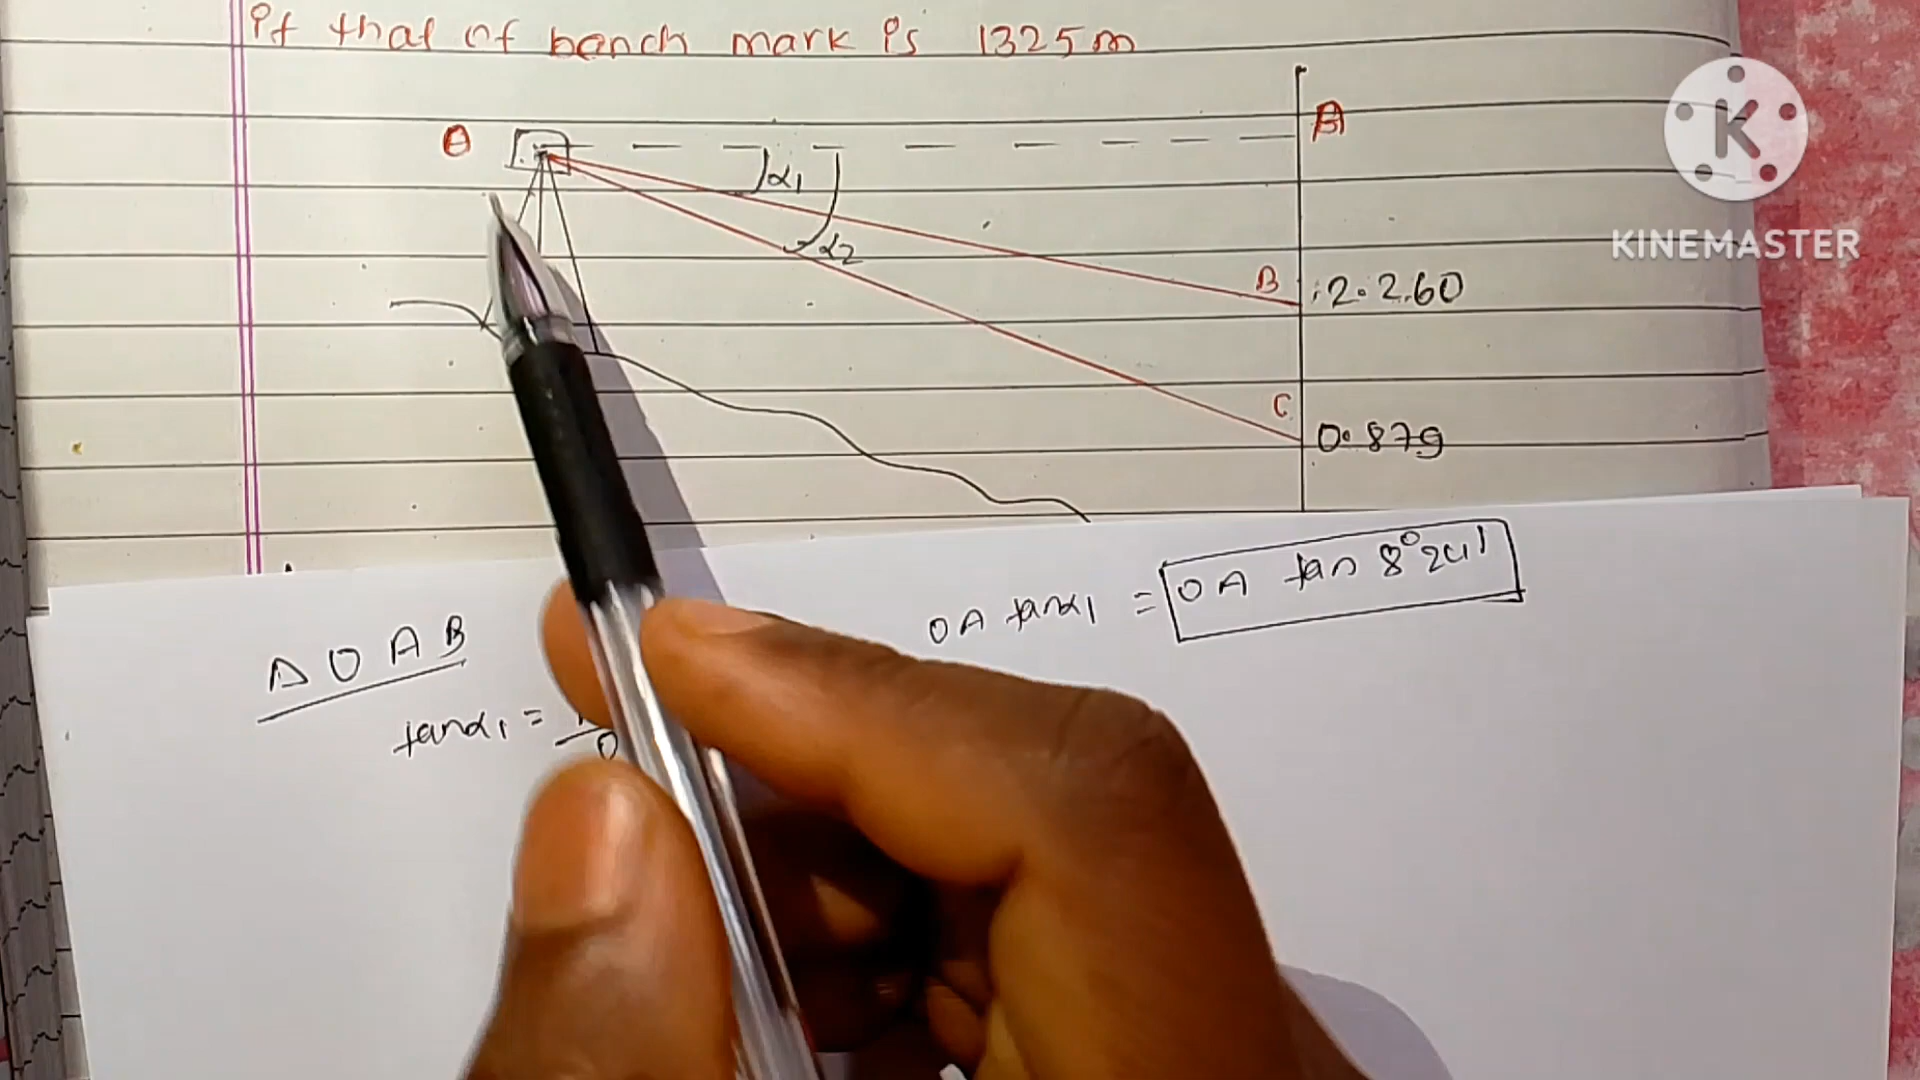 if that of bench mark is 1325m
O
A
α1
α2
B
2.260
C
0.879
K
KINEMASTER
Δ OAB
tanα1 =
OA tanα1 = OA tan 8°24'